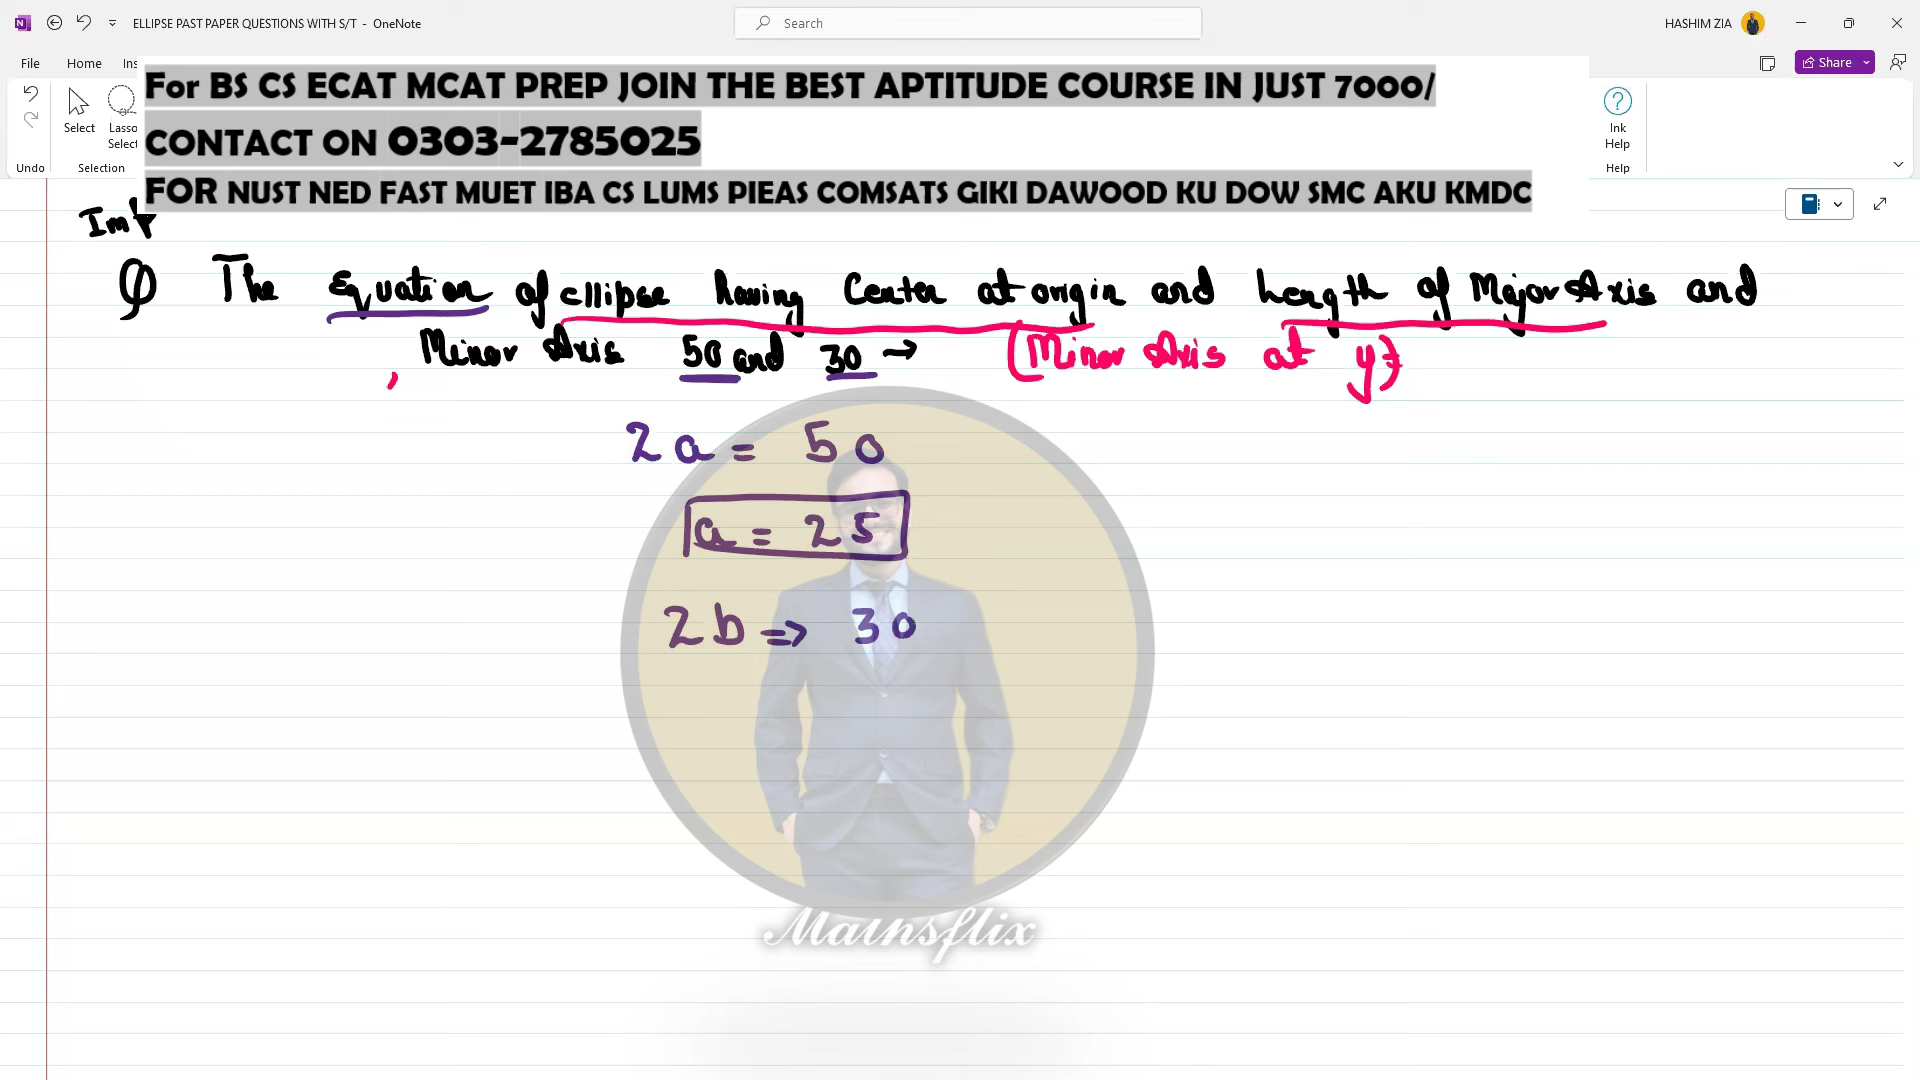 ELLIPSE PAST PAPER QUESTIONS WITH S/T - OneNote
Search
HASHIM ZIA
File Home Ins
Share
For BS CS ECAT MCAT PREP JOIN THE BEST APTITUDE COURSE IN JUST 7000/
CONTACT ON 0303-2785025
FOR NUST NED FAST MUET IBA CS LUMS PIEAS COMSATS GIKI DAWOOD KU DOW SMC AKU KMDC
Select
Lasso
Select
Ink
Help
Undo
Selection
Help
Imp
Q The Equation of ellipse having Center at origin and Length of Major Axis and
Minor Axis 50 and 30 → (Minor Axis at y)
2a = 50
a = 25
2b => 30
Mainsflix